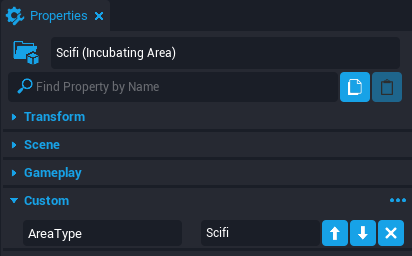 Properties
Scifi (Incubating Area)
Find Property by Name
Transform
Scene
Gameplay
Custom
AreaType Scifi